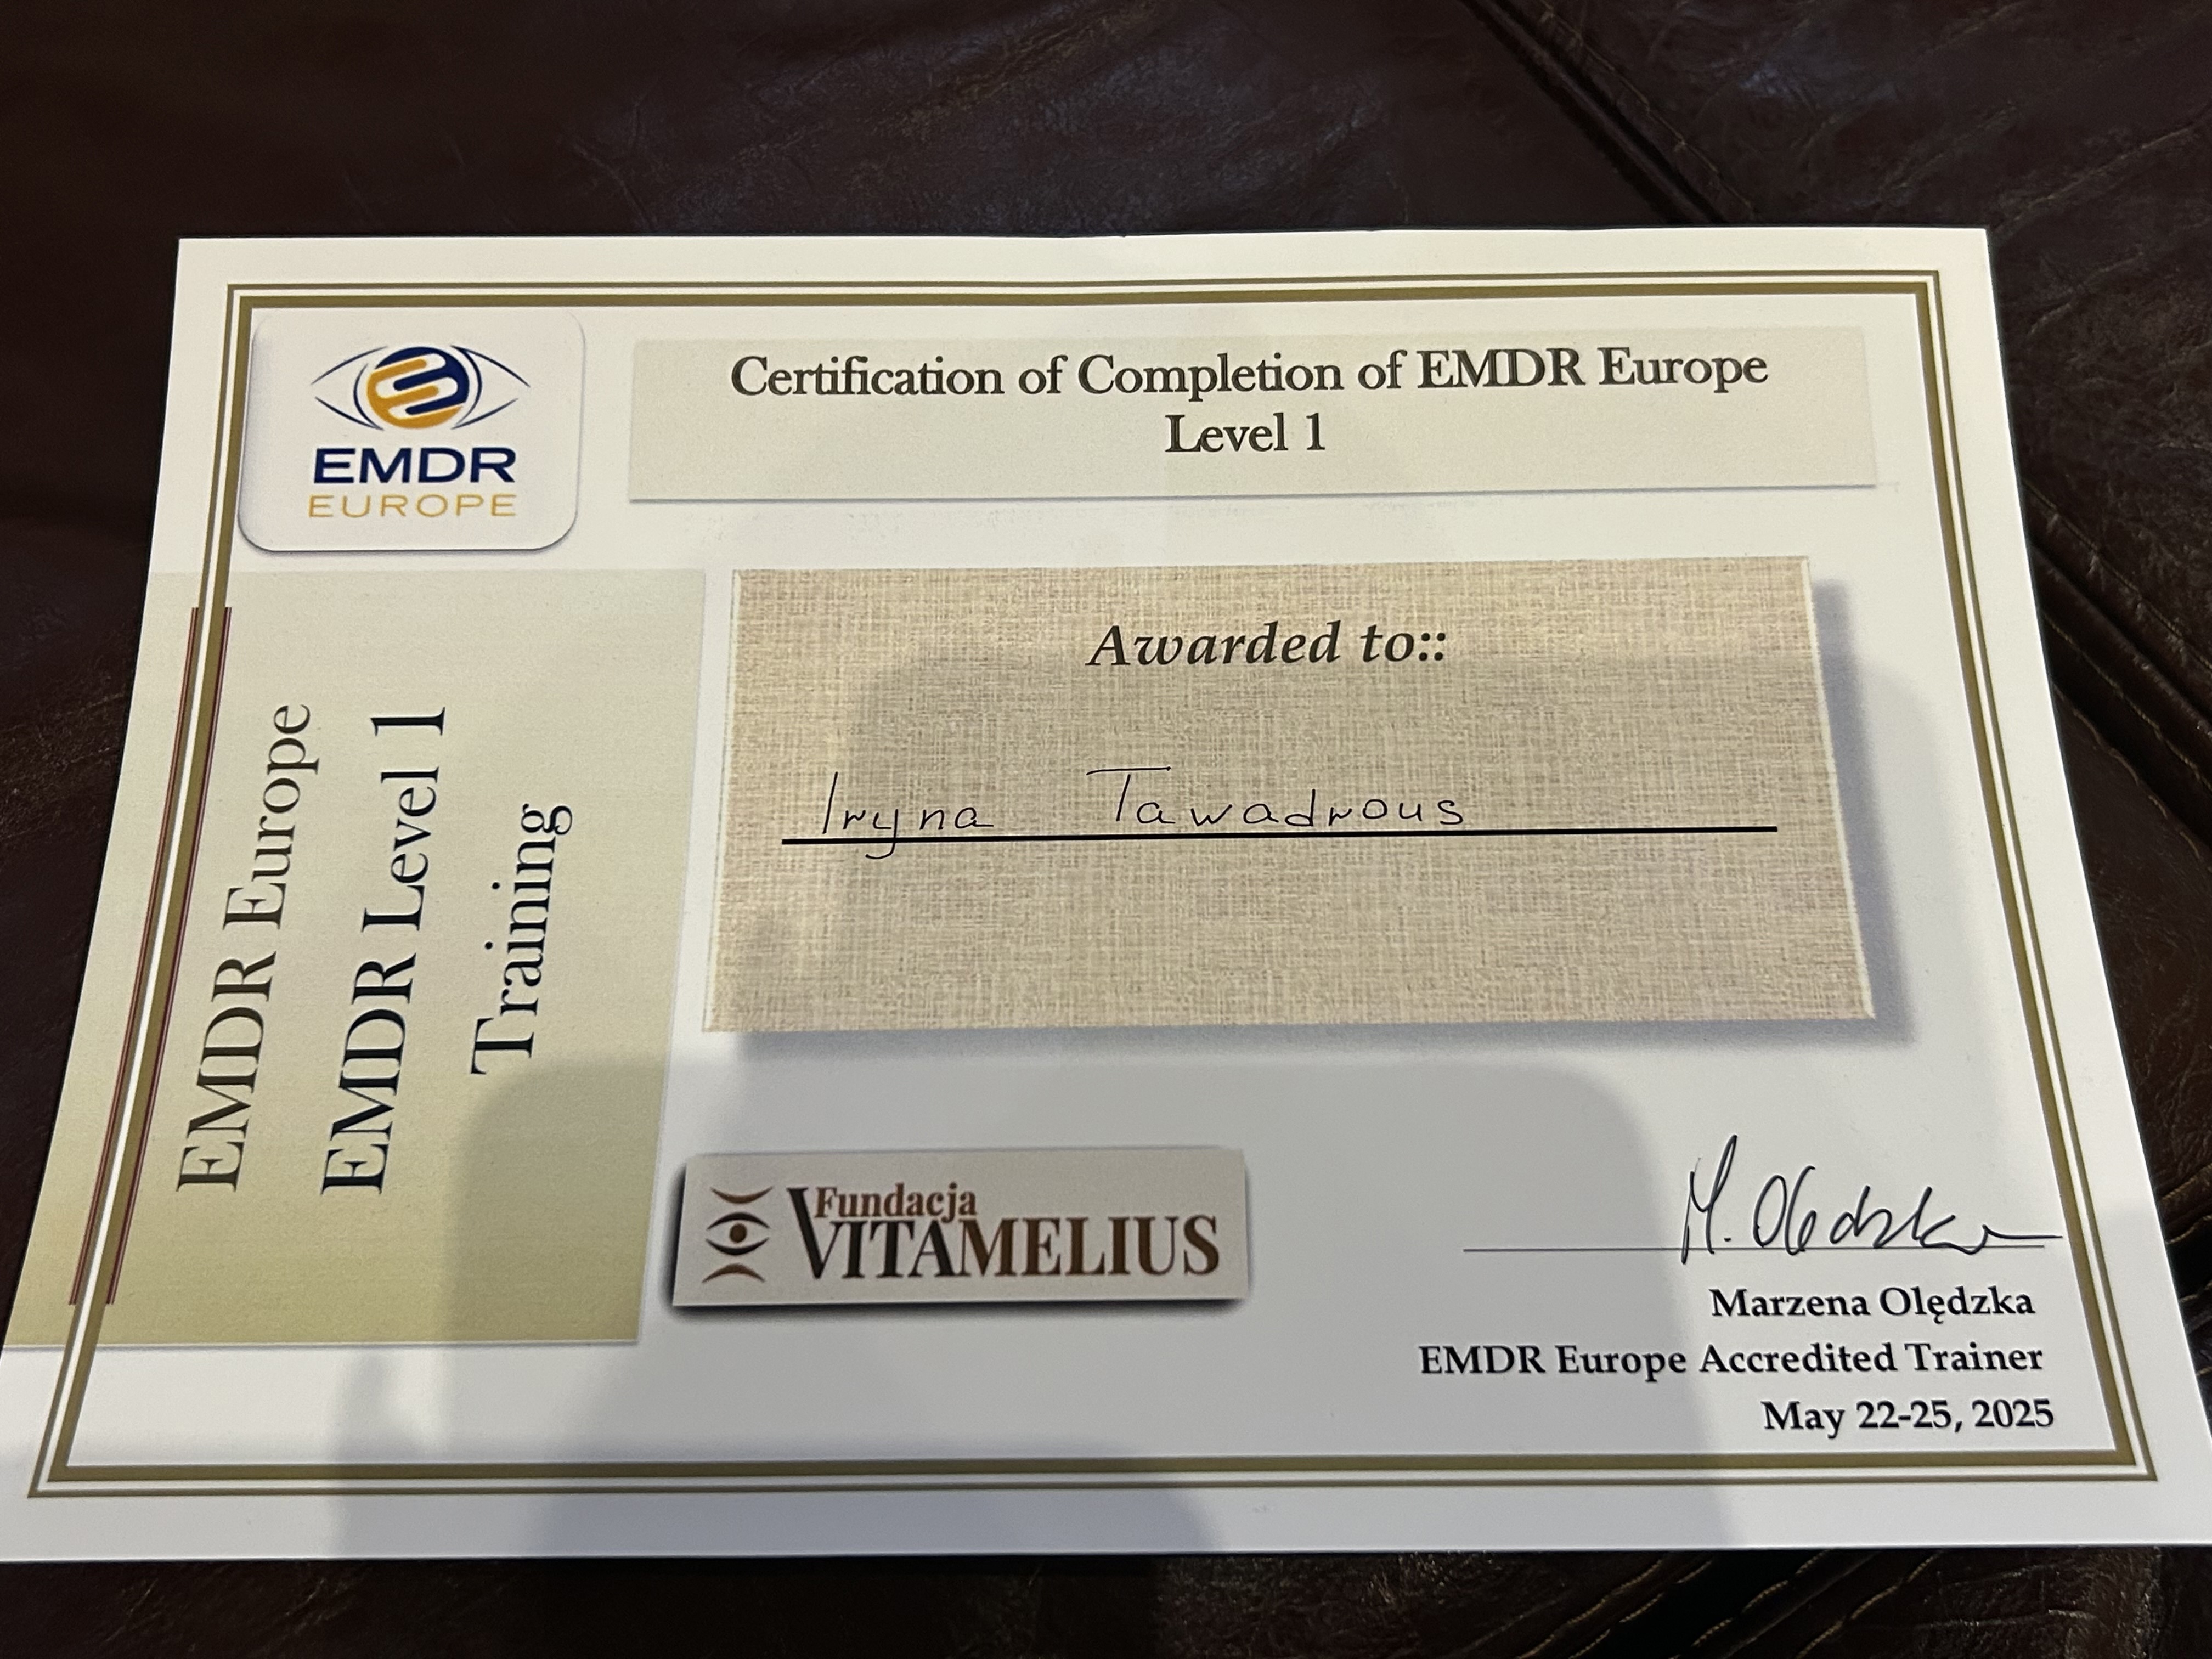 EMDR
EUROPE
Certification of Completion of EMDR Europe
Level 1
EMDR Europe
EMDR Level 1
Training
Awarded to::
Iryna Tawadrous
Fundacja
VITAMELIUS
M. Olędzka
Marzena Olędzka
EMDR Europe Accredited Trainer
May 22-25, 2025